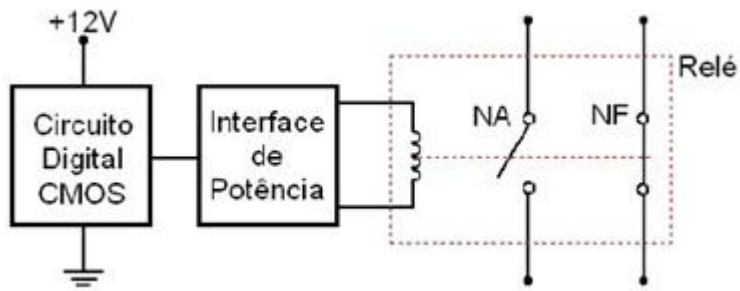 +12V
Circuito
Digital
CMOS
Interface
de
Potência
NA
NF
Relé